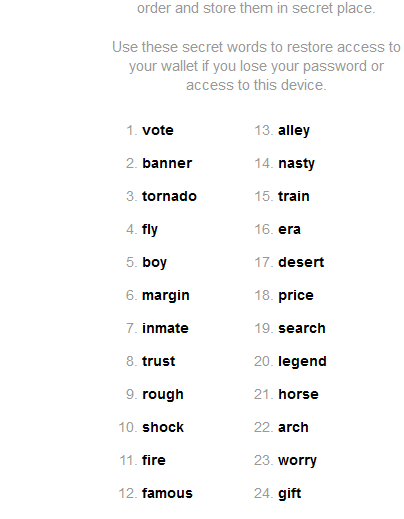 order and store them in secret place.
Use these secret words to restore access to
your wallet if you lose your password or
access to this device.
1. vote
2. banner
3. tornado
4. fly
5. boy
6. margin
7. inmate
8. trust
9. rough
10. shock
11. fire
12. famous
13. alley
14. nasty
15. train
16. era
17. desert
18. price
19. search
20. legend
21. horse
22. arch
23. worry
24. gift